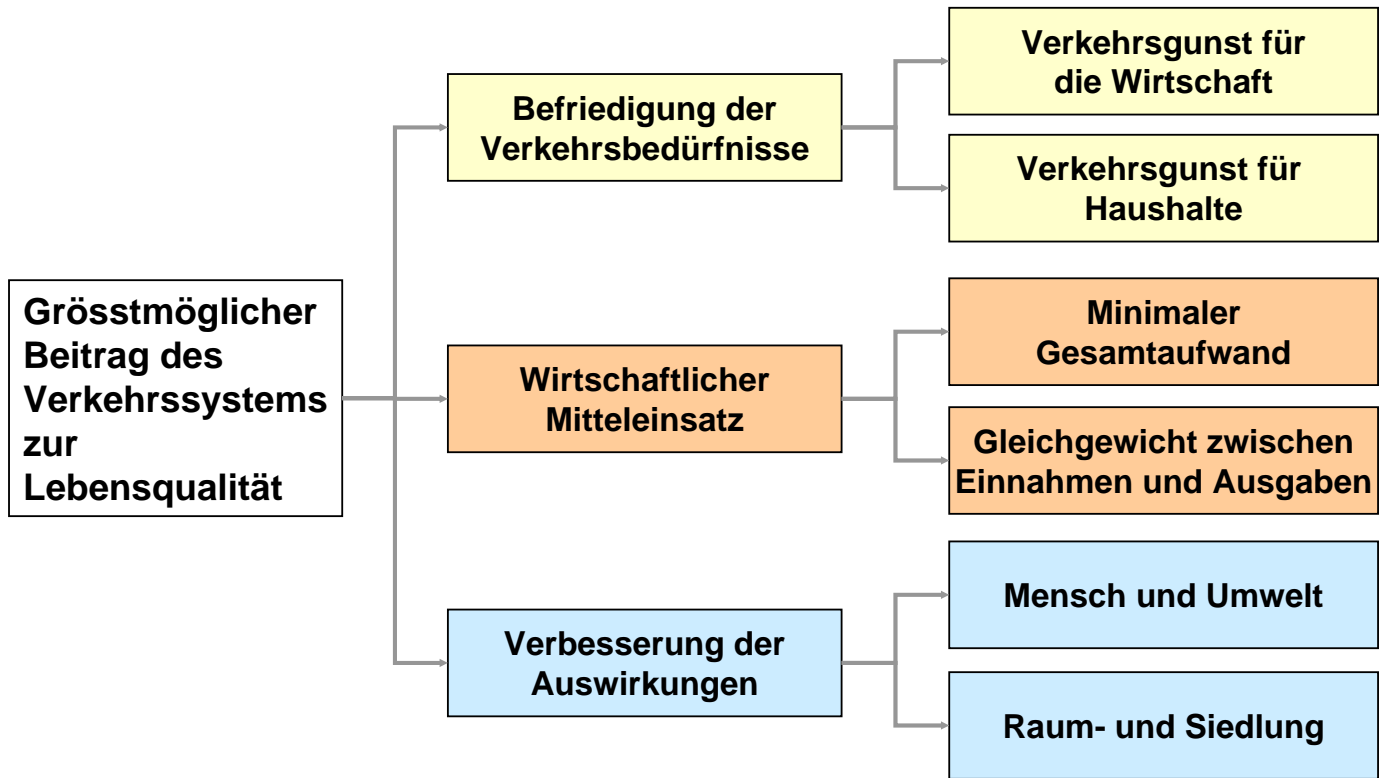 Grösstmöglicher
Beitrag des
Verkehrssystems
zur
Lebensqualität
Befriedigung der
Verkehrsbedürfnisse
Verkehrsgunst für
die Wirtschaft
Verkehrsgunst für
Haushalte
Wirtschaftlicher
Mitteleinsatz
Minimaler
Gesamtaufwand
Gleichgewicht zwischen
Einnahmen und Ausgaben
Verbesserung der
Auswirkungen
Mensch und Umwelt
Raum- und Siedlung